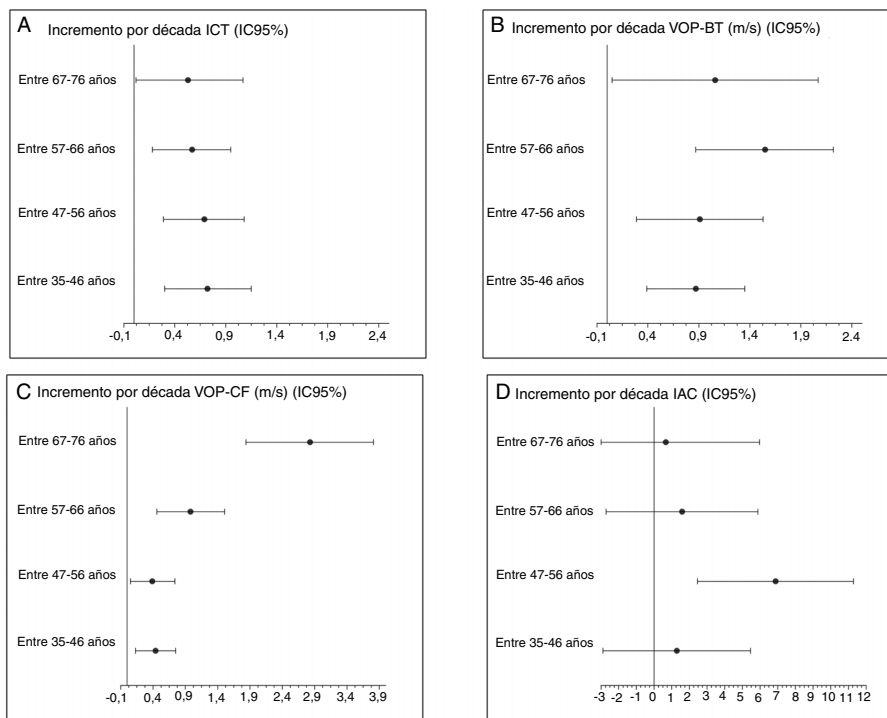 A Incremento por década ICT (IC95%)
Entre 67-76 años
Entre 57-66 años
Entre 47-56 años
Entre 35-46 años
-0,1 0,4 0,9 1,4 1,9 2,4
B Incremento por década VOP-BT (m/s) (IC95%)
Entre 67-76 años
Entre 57-66 años
Entre 47-56 años
Entre 35-46 años
-0,1 0,4 0,9 1,4 1,9 2,4
C Incremento por década VOP-CF (m/s) (IC95%)
Entre 67-76 años
Entre 57-66 años
Entre 47-56 años
Entre 35-46 años
-0,1 0,4 0,9 1,4 1,9 2,4 2,9 3,4 3,9
D Incremento por década IAC (IC95%)
Entre 67-76 años
Entre 57-66 años
Entre 47-56 años
Entre 35-46 años
-3 -2 -1 0 1 2 3 4 5 6 7 8 9 10 11 12